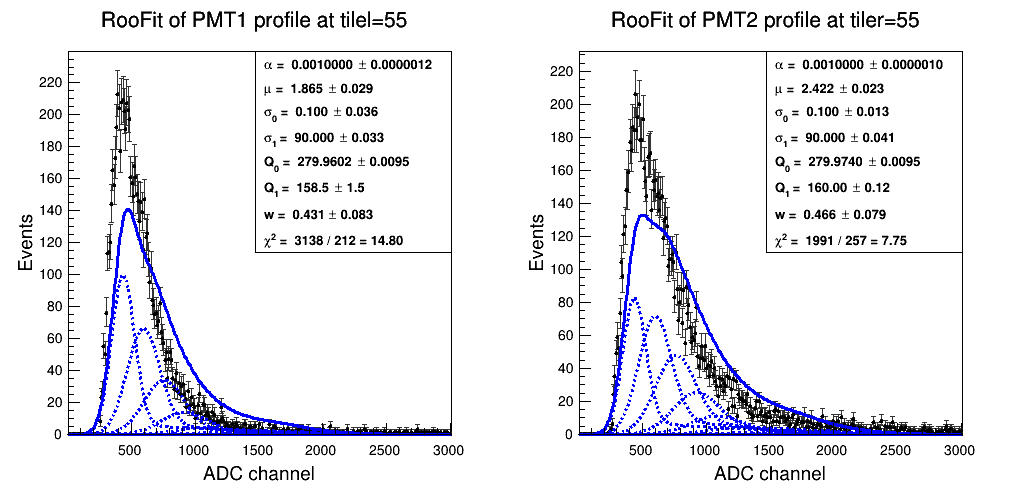 RooFit of PMT1 profile at tilel=55
α = 0.0010000 ± 0.0000012
μ = 1.865 ± 0.029
σ0 = 0.100 ± 0.036
σ1 = 90.000 ± 0.033
Q0 = 279.9602 ± 0.0095
Q1 = 158.5 ± 1.5
w = 0.431 ± 0.083
χ² = 3138 / 212 = 14.80
Events
220
200
180
160
140
120
100
80
60
40
20
0
500
1000
1500
2000
2500
3000
ADC channel
RooFit of PMT2 profile at tiler=55
α = 0.0010000 ± 0.0000010
μ = 2.422 ± 0.023
σ0 = 0.100 ± 0.013
σ1 = 90.000 ± 0.041
Q0 = 279.9740 ± 0.0095
Q1 = 160.00 ± 0.12
w = 0.466 ± 0.079
χ² = 1991 / 257 = 7.75
Events
220
200
180
160
140
120
100
80
60
40
20
0
500
1000
1500
2000
2500
3000
ADC channel